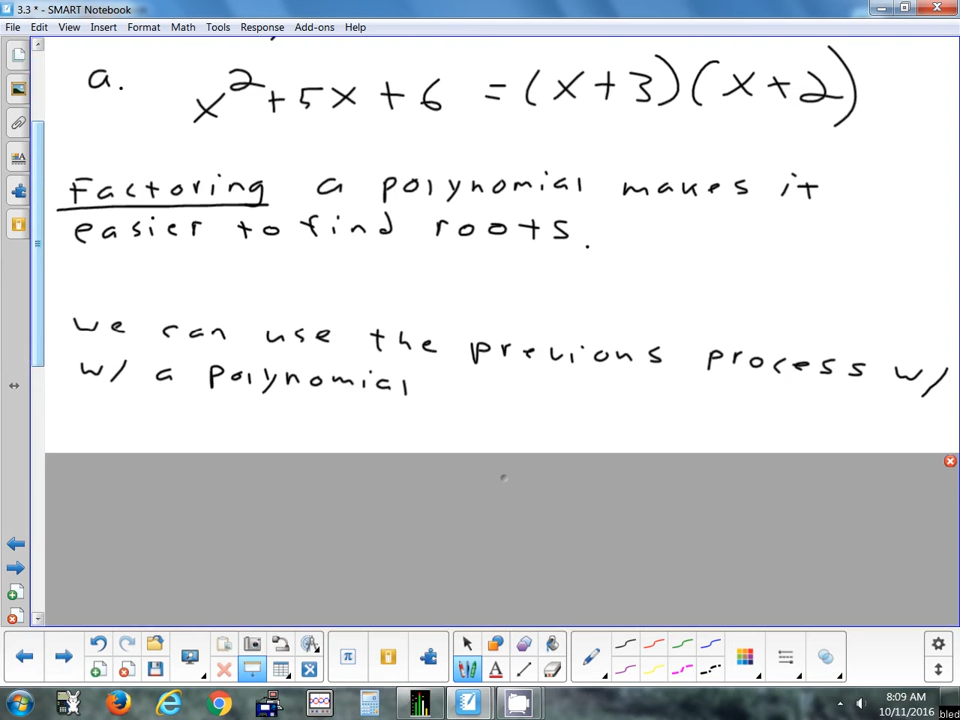 3.3 * - SMART Notebook
File Edit View Insert Format Math Tools Response Add-ons Help
a. x²+5x+6 = (x+3)(x+2)
Factoring a polynomial makes it
easier to find roots.
we can use the previous process w/
w/ a polynomial
8:09 AM
10/11/2016
bled